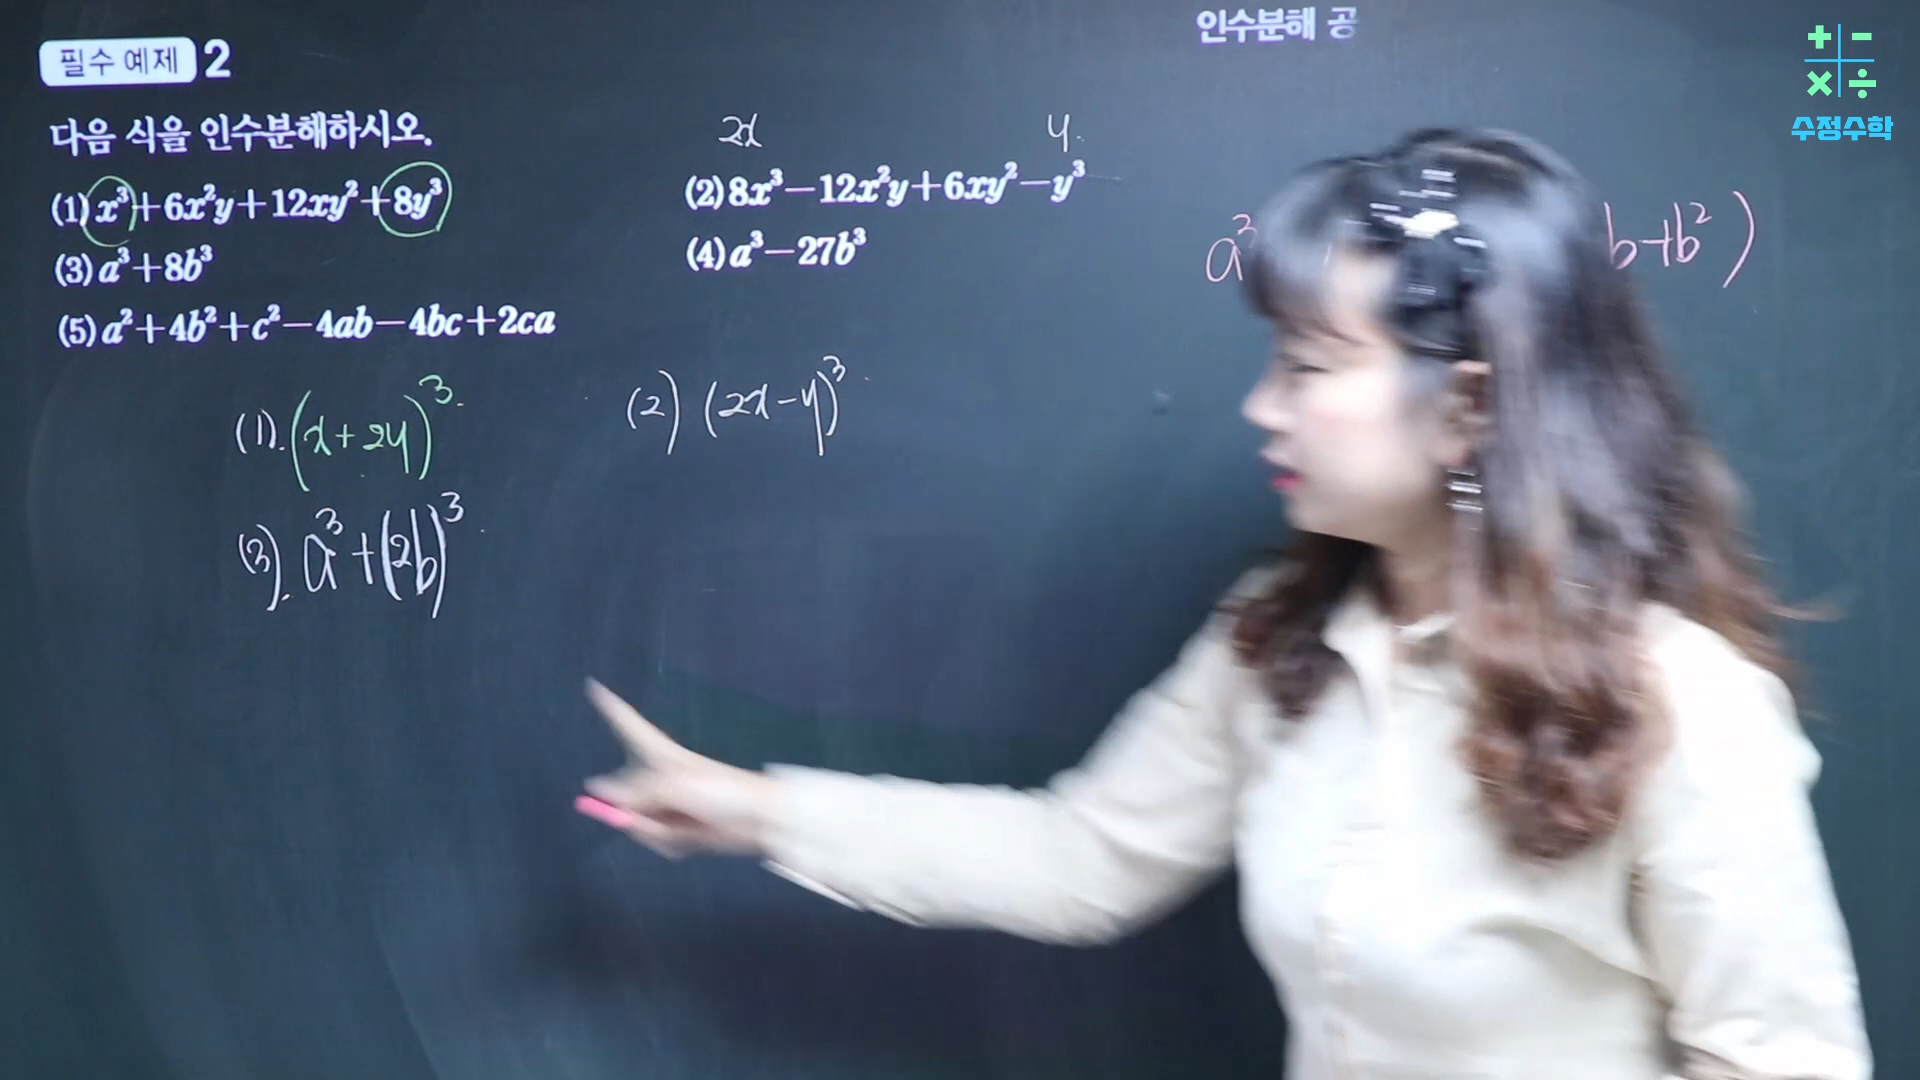 인수분해 공
필수 예제 2
다음 식을 인수분해하시오.
2x y.
(1) x³+6x²y+12xy²+8y³
(2) 8x³-12x²y+6xy²-y³
(3) a³+8b³
(4) a³-27b³
(5) a²+4b²+c²-4ab-4bc+2ca
(1). (x+2y)³.
(2) (2x-y)³
(3). a³+(2b)³
b+b²)
수정수학